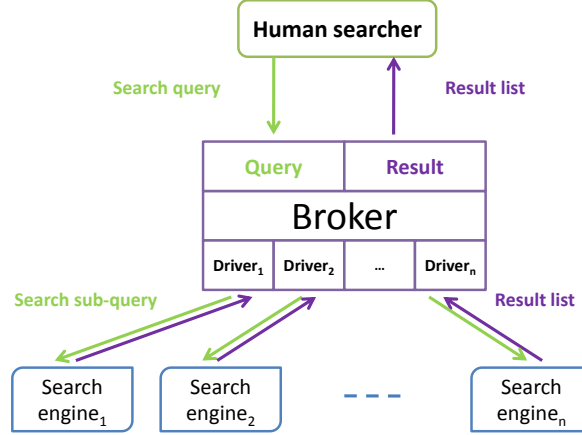 Human searcher
Search query
Result list
Query
Result
Broker
Driver₁
Driver₂
...
Driverₙ
Search sub-query
Result list
Search
engine₁
Search
engine₂
Search
engineₙ